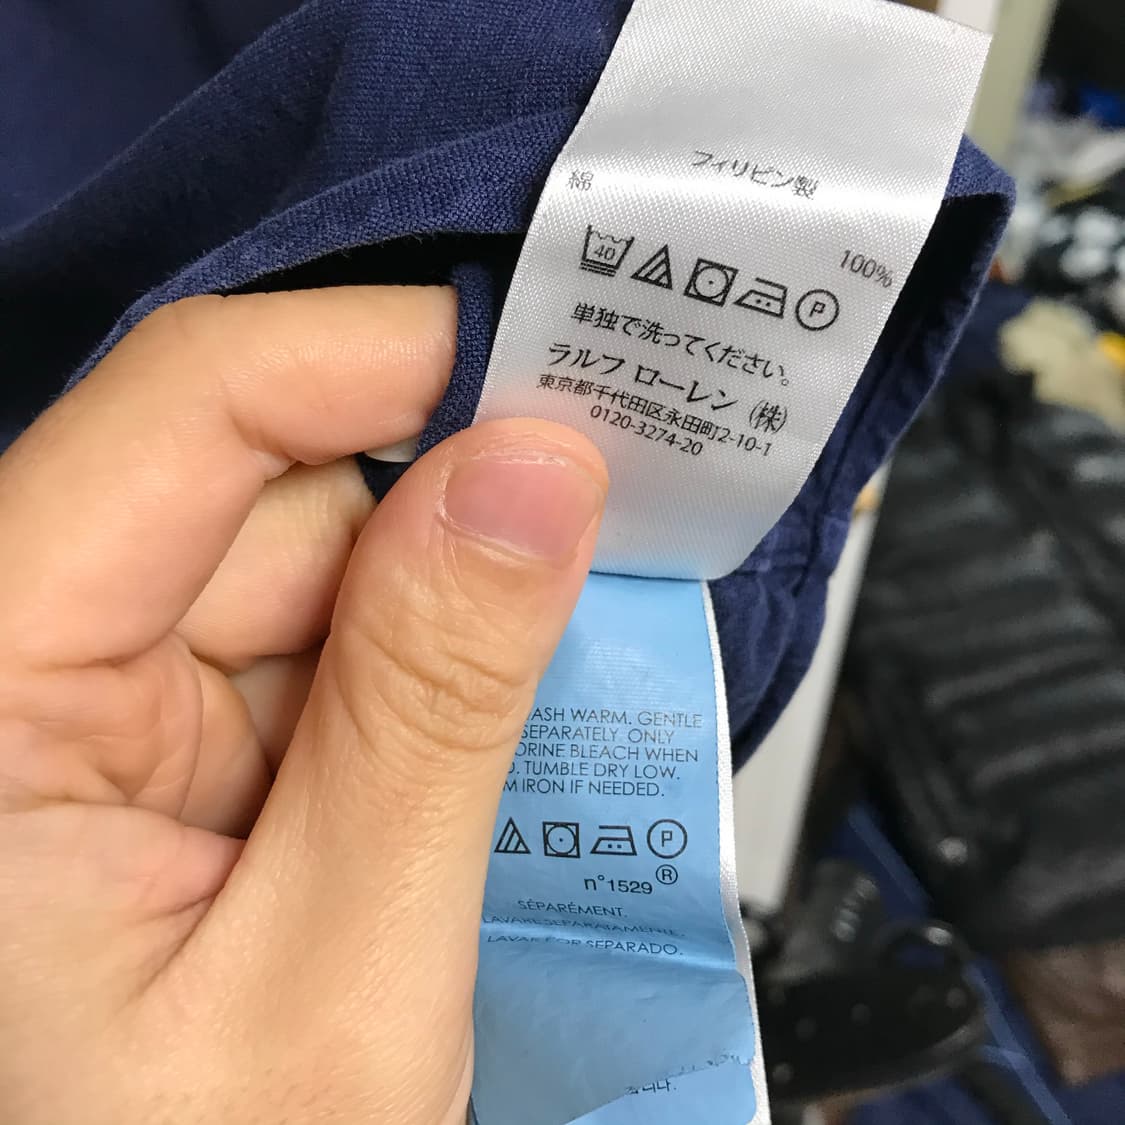 フィリピン製
綿 100%
40
P
単独で洗ってください。
ラルフ ローレン (株)
東京都千代田区永田町2-10-1
0120-3274-20
ASH WARM. GENTLE
SEPARATELY. ONLY
ORINE BLEACH WHEN
D. TUMBLE DRY LOW.
M IRON IF NEEDED.
P
n°1529 ®
SÉPARÉMENT.
LAVARE SEPARATAMENTE.
LAVAR POR SEPARADO.